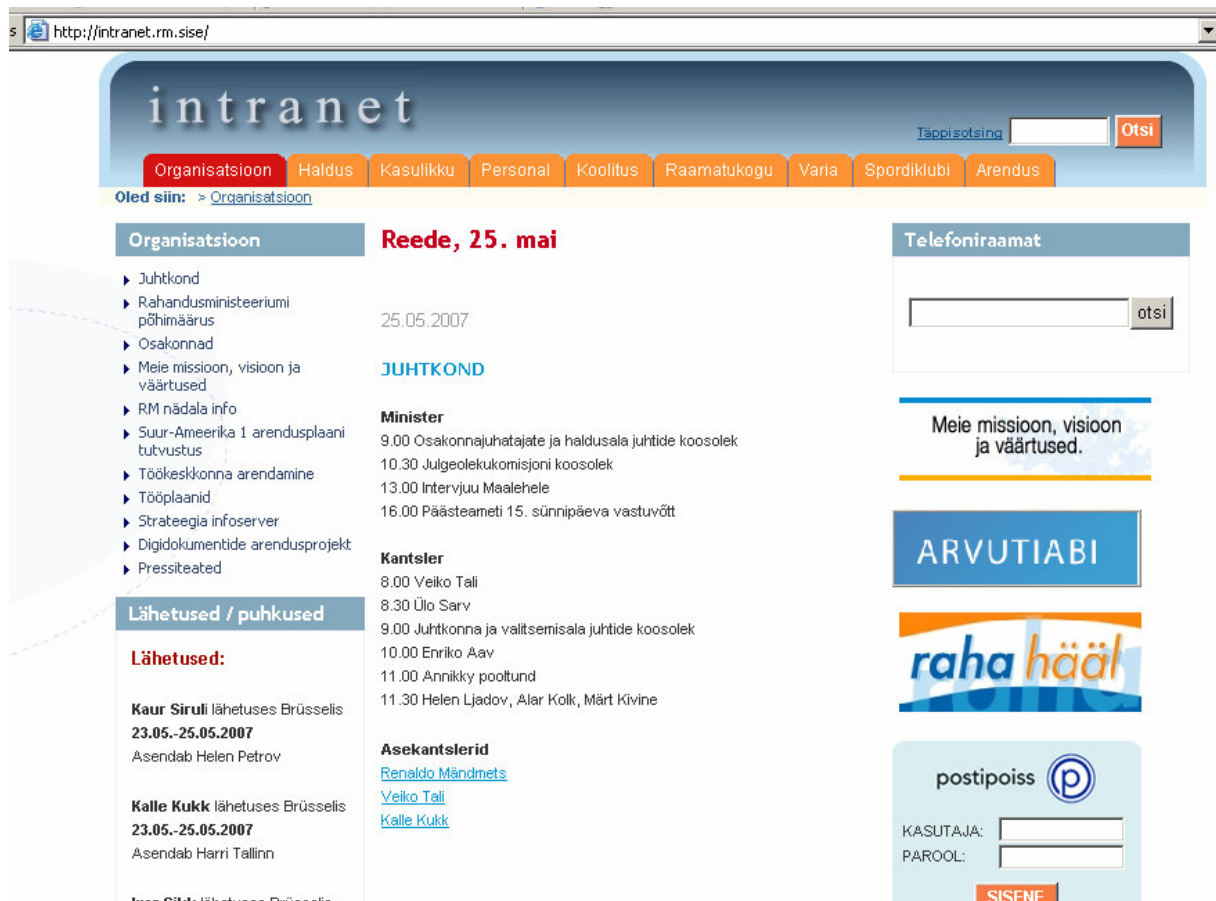 s http://intranet.rm.sise/
intranet
Täppisotsing Otsi
Organisatsioon Haldus Kasulikku Personal Koolitus Raamatukogu Varia Spordiklubi Arendus
Oled siin: > Organisatsioon
Organisatsioon
Juhtkond
Rahandusministeeriumi
põhimäärus
Osakonnad
Meie missioon, visioon ja
väärtused
RM nädala info
Suur-Ameerika 1 arendusplaani
tutvustus
Töökeskkonna arendamine
Tööplaanid
Strateegia infoserver
Digidokumentide arendusprojekt
Pressiteated
Lähetused / puhkused
Lähetused:
Kaur Siruli lähetuses Brüsselis
23.05.-25.05.2007
Asendab Helen Petrov
Kalle Kukk lähetuses Brüsselis
23.05.-25.05.2007
Asendab Harri Tallinn
Reede, 25. mai
25.05.2007
JUHTKOND
Minister
9.00 Osakonnajuhatajate ja haldusala juhtide koosolek
10.30 Julgeolekukomisjoni koosolek
13.00 Intervjuu Maalehele
16.00 Päästeameti 15. sünnipäeva vastuvõtt
Kantsler
8.00 Veiko Tali
8.30 Ülo Sarv
9.00 Juhtkonna ja valitsemisala juhtide koosolek
10.00 Enriko Aav
11.00 Annikky pooltund
11.30 Helen Ljadov, Alar Kolk, Märt Kivine
Asekantslerid
Renaldo Mändmets
Veiko Tali
Kalle Kukk
Telefoniraamat
otsi
Meie missioon, visioon
ja väärtused.
ARVUTIABI
raha hääl
postipoiss p
KASUTAJA:
PAROOL:
SISENE